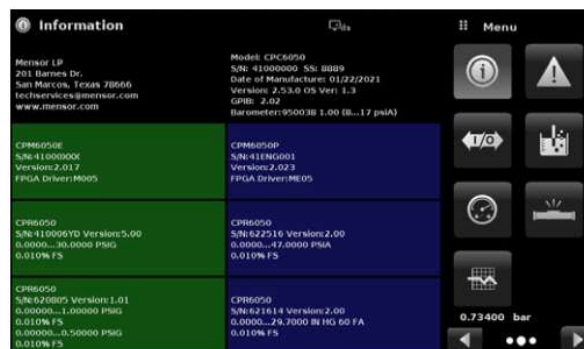 Information
Menu
Mensor LP
201 Barnes Dr.
San Marcos, Texas 78666
techservices@mensor.com
www.mensor.com
Model: CPC6050
S/N: 41000000 SS: 8889
Date of Manufacture: 01/22/2021
Version: 2.53.0 OS Ver: 1.3
GPIB: 2.02
Barometer:950038 1.00 (8...17 psiA)
CPM6050E
Version:2.017
FPGA Driver:M005
CPM6050P
S/N:41ENG001
Version:2.023
FPGA Driver:ME05
CPR6050
S/N:410006YD Version:5.00
0.0000...30.0000 PSIG
0.010% FS
CPR6050
S/N:622516 Version:2.00
0.0000...47.0000 PSIA
0.010% FS
CPR6050
S/N:620805 Version:1.01
0.00000...1.00000 PSIG
0.010% FS
0.00000...0.50000 PSIG
0.010% FS
CPR6050
S/N:621614 Version:2.00
0.0000...29.7000 IN HG 60 FA
0.010% FS
I/O
0.73400 bar